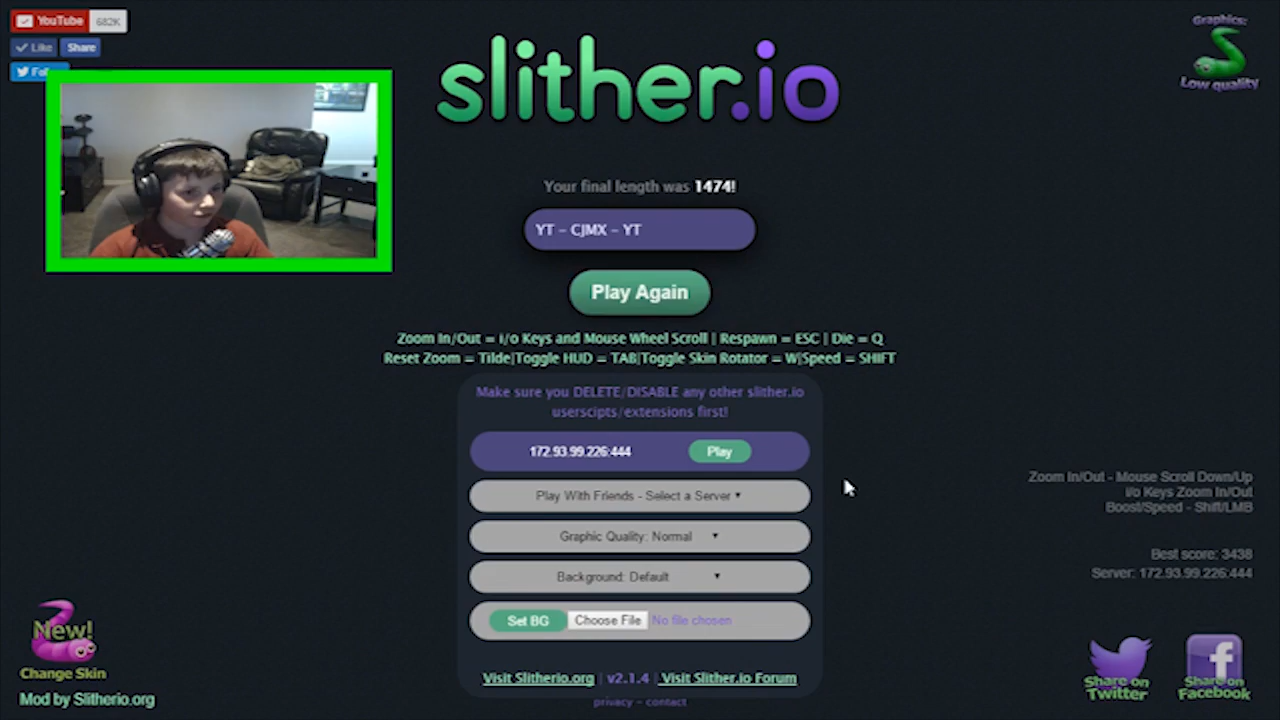 YouTube 682K
Like Share
slither.io
Graphics:
Low quality
Your final length was 1474!
YT - CJMX - YT
Play Again
Zoom In/Out = i/o Keys and Mouse Wheel Scroll | Respawn = ESC | Die = Q
Reset Zoom = Tilde|Toggle HUD = TAB|Toggle Skin Rotator = W|Speed = SHIFT
Make sure you DELETE/DISABLE any other slither.io
userscipts/extensions first!
172.93.99.226:444 Play
Play With Friends - Select a Server
Graphic Quality: Normal
Background: Default
Set BG Choose File No file chosen
Visit Slitherio.org | v2.1.4 | Visit Slither.io Forum
privacy - contact
Zoom In/Out - Mouse Scroll Down/Up
i/o Keys Zoom In/Out
Boost/Speed - Shift/LMB
Best score: 3438
Server: 172.93.99.226:444
New!
Change Skin
Mod by Slitherio.org
Share on
Twitter
Share on
Facebook